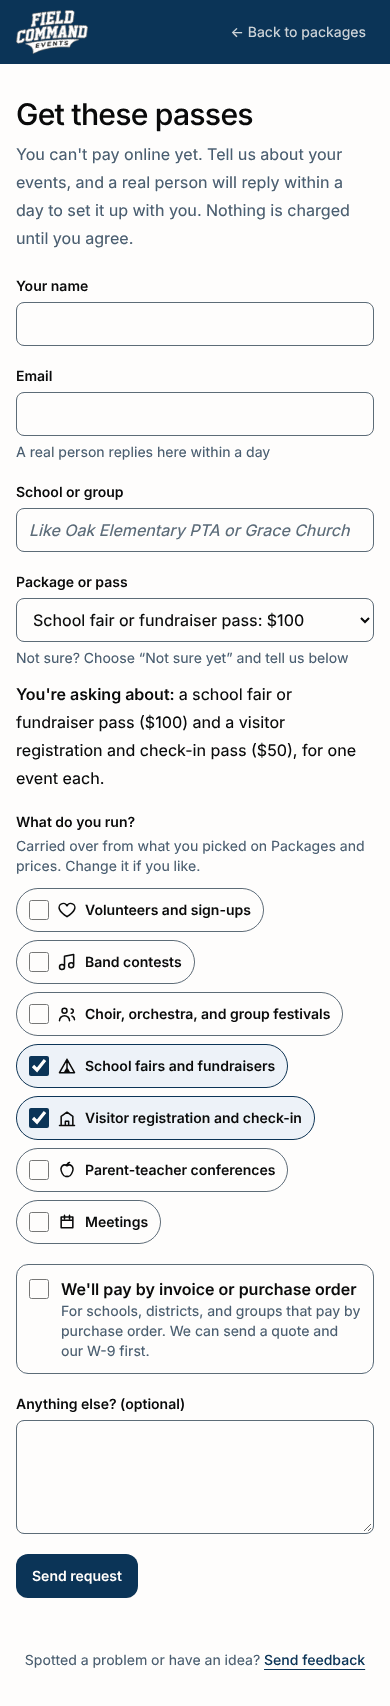 FIELD
COMMAND
EVENTS
← Back to packages
Get these passes
You can't pay online yet. Tell us about your
events, and a real person will reply within a
day to set it up with you. Nothing is charged
until you agree.
Your name
Email
A real person replies here within a day
School or group
Like Oak Elementary PTA or Grace Church
Package or pass
School fair or fundraiser pass: $100
Not sure? Choose “Not sure yet” and tell us below
You're asking about: a school fair or
fundraiser pass ($100) and a visitor
registration and check-in pass ($50), for one
event each.
What do you run?
Carried over from what you picked on Packages and
prices. Change it if you like.
Volunteers and sign-ups
Band contests
Choir, orchestra, and group festivals
School fairs and fundraisers
Visitor registration and check-in
Parent-teacher conferences
Meetings
We'll pay by invoice or purchase order
For schools, districts, and groups that pay by
purchase order. We can send a quote and
our W-9 first.
Anything else? (optional)
Send request
Spotted a problem or have an idea? Send feedback